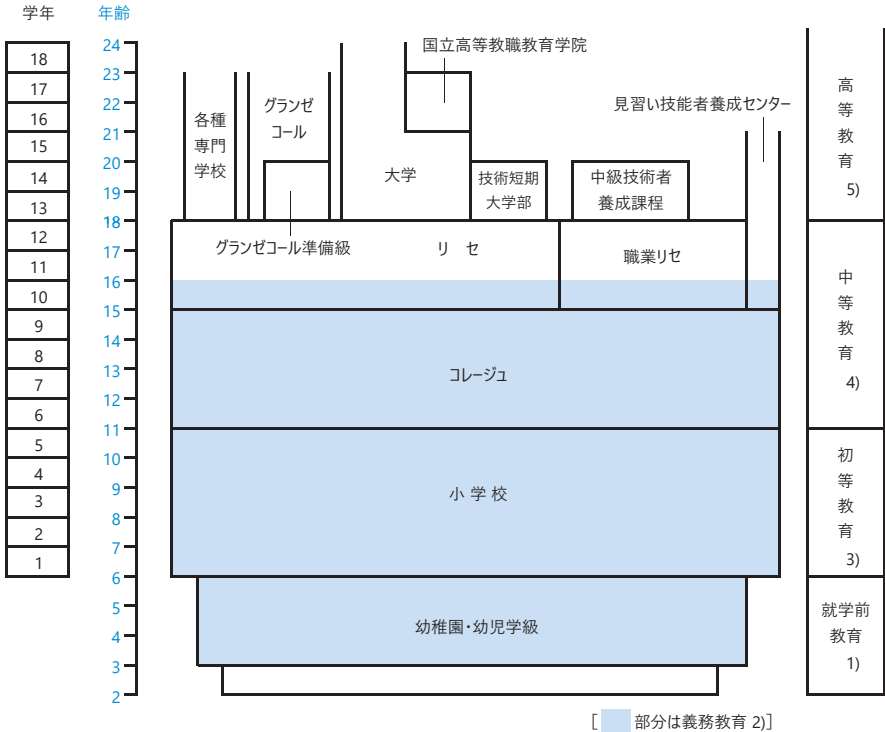 学年
年齢
18
17
16
15
14
13
12
11
10
9
8
7
6
5
4
3
2
1
24
23
22
21
20
19
18
17
16
15
14
13
12
11
10
9
8
7
6
5
4
3
2
国立高等教職教育学院
見習い技能者養成センター
各種
専門
学校
グランゼ
コール
大学
技術短期
大学部
中級技術者
養成課程
グランゼコール準備級
リ セ
職業リセ
コレージュ
小 学 校
幼稚園・幼児学級
高
等
教
育
5)
中
等
教
育
4)
初
等
教
育
3)
就学前
教育
1)
[ 部分は義務教育 2)]